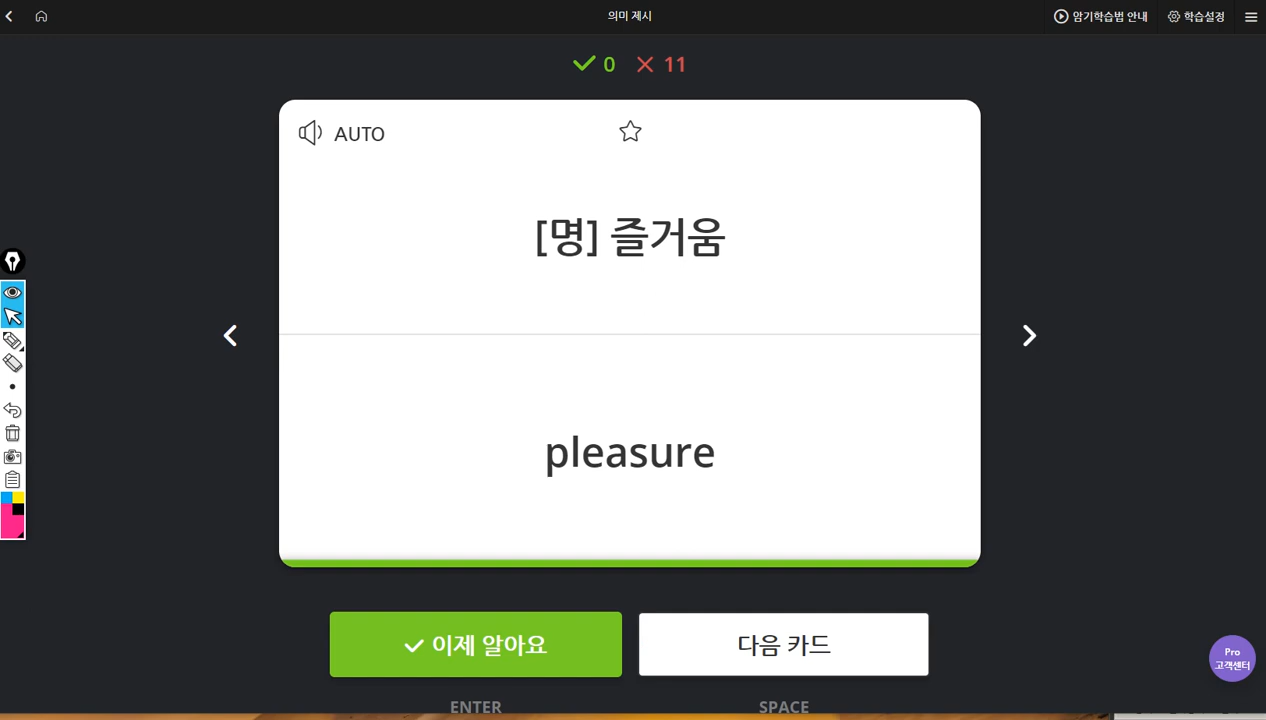 의미 제시
암기학습법 안내
학습설정
0 11
AUTO
[명] 즐거움
pleasure
이제 알아요
다음 카드
ENTER
SPACE
Pro
고객센터